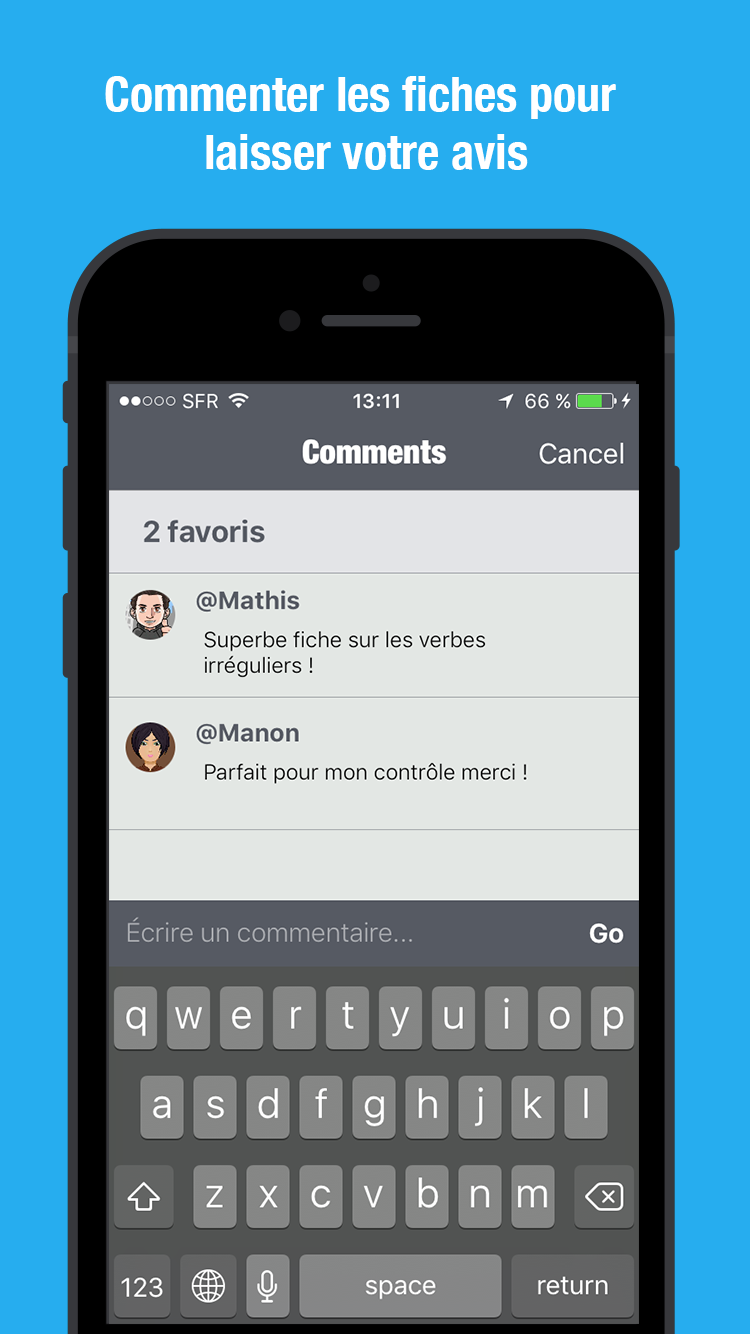 Commenter les fiches pour
laisser votre avis
SFR 13:11 66 %
Comments Cancel
2 favoris
@Mathis
Superbe fiche sur les verbes
irréguliers !
@Manon
Parfait pour mon contrôle merci !
Écrire un commentaire... Go
q w e r t y u i o p
a s d f g h j k l
z x c v b n m
123 space return